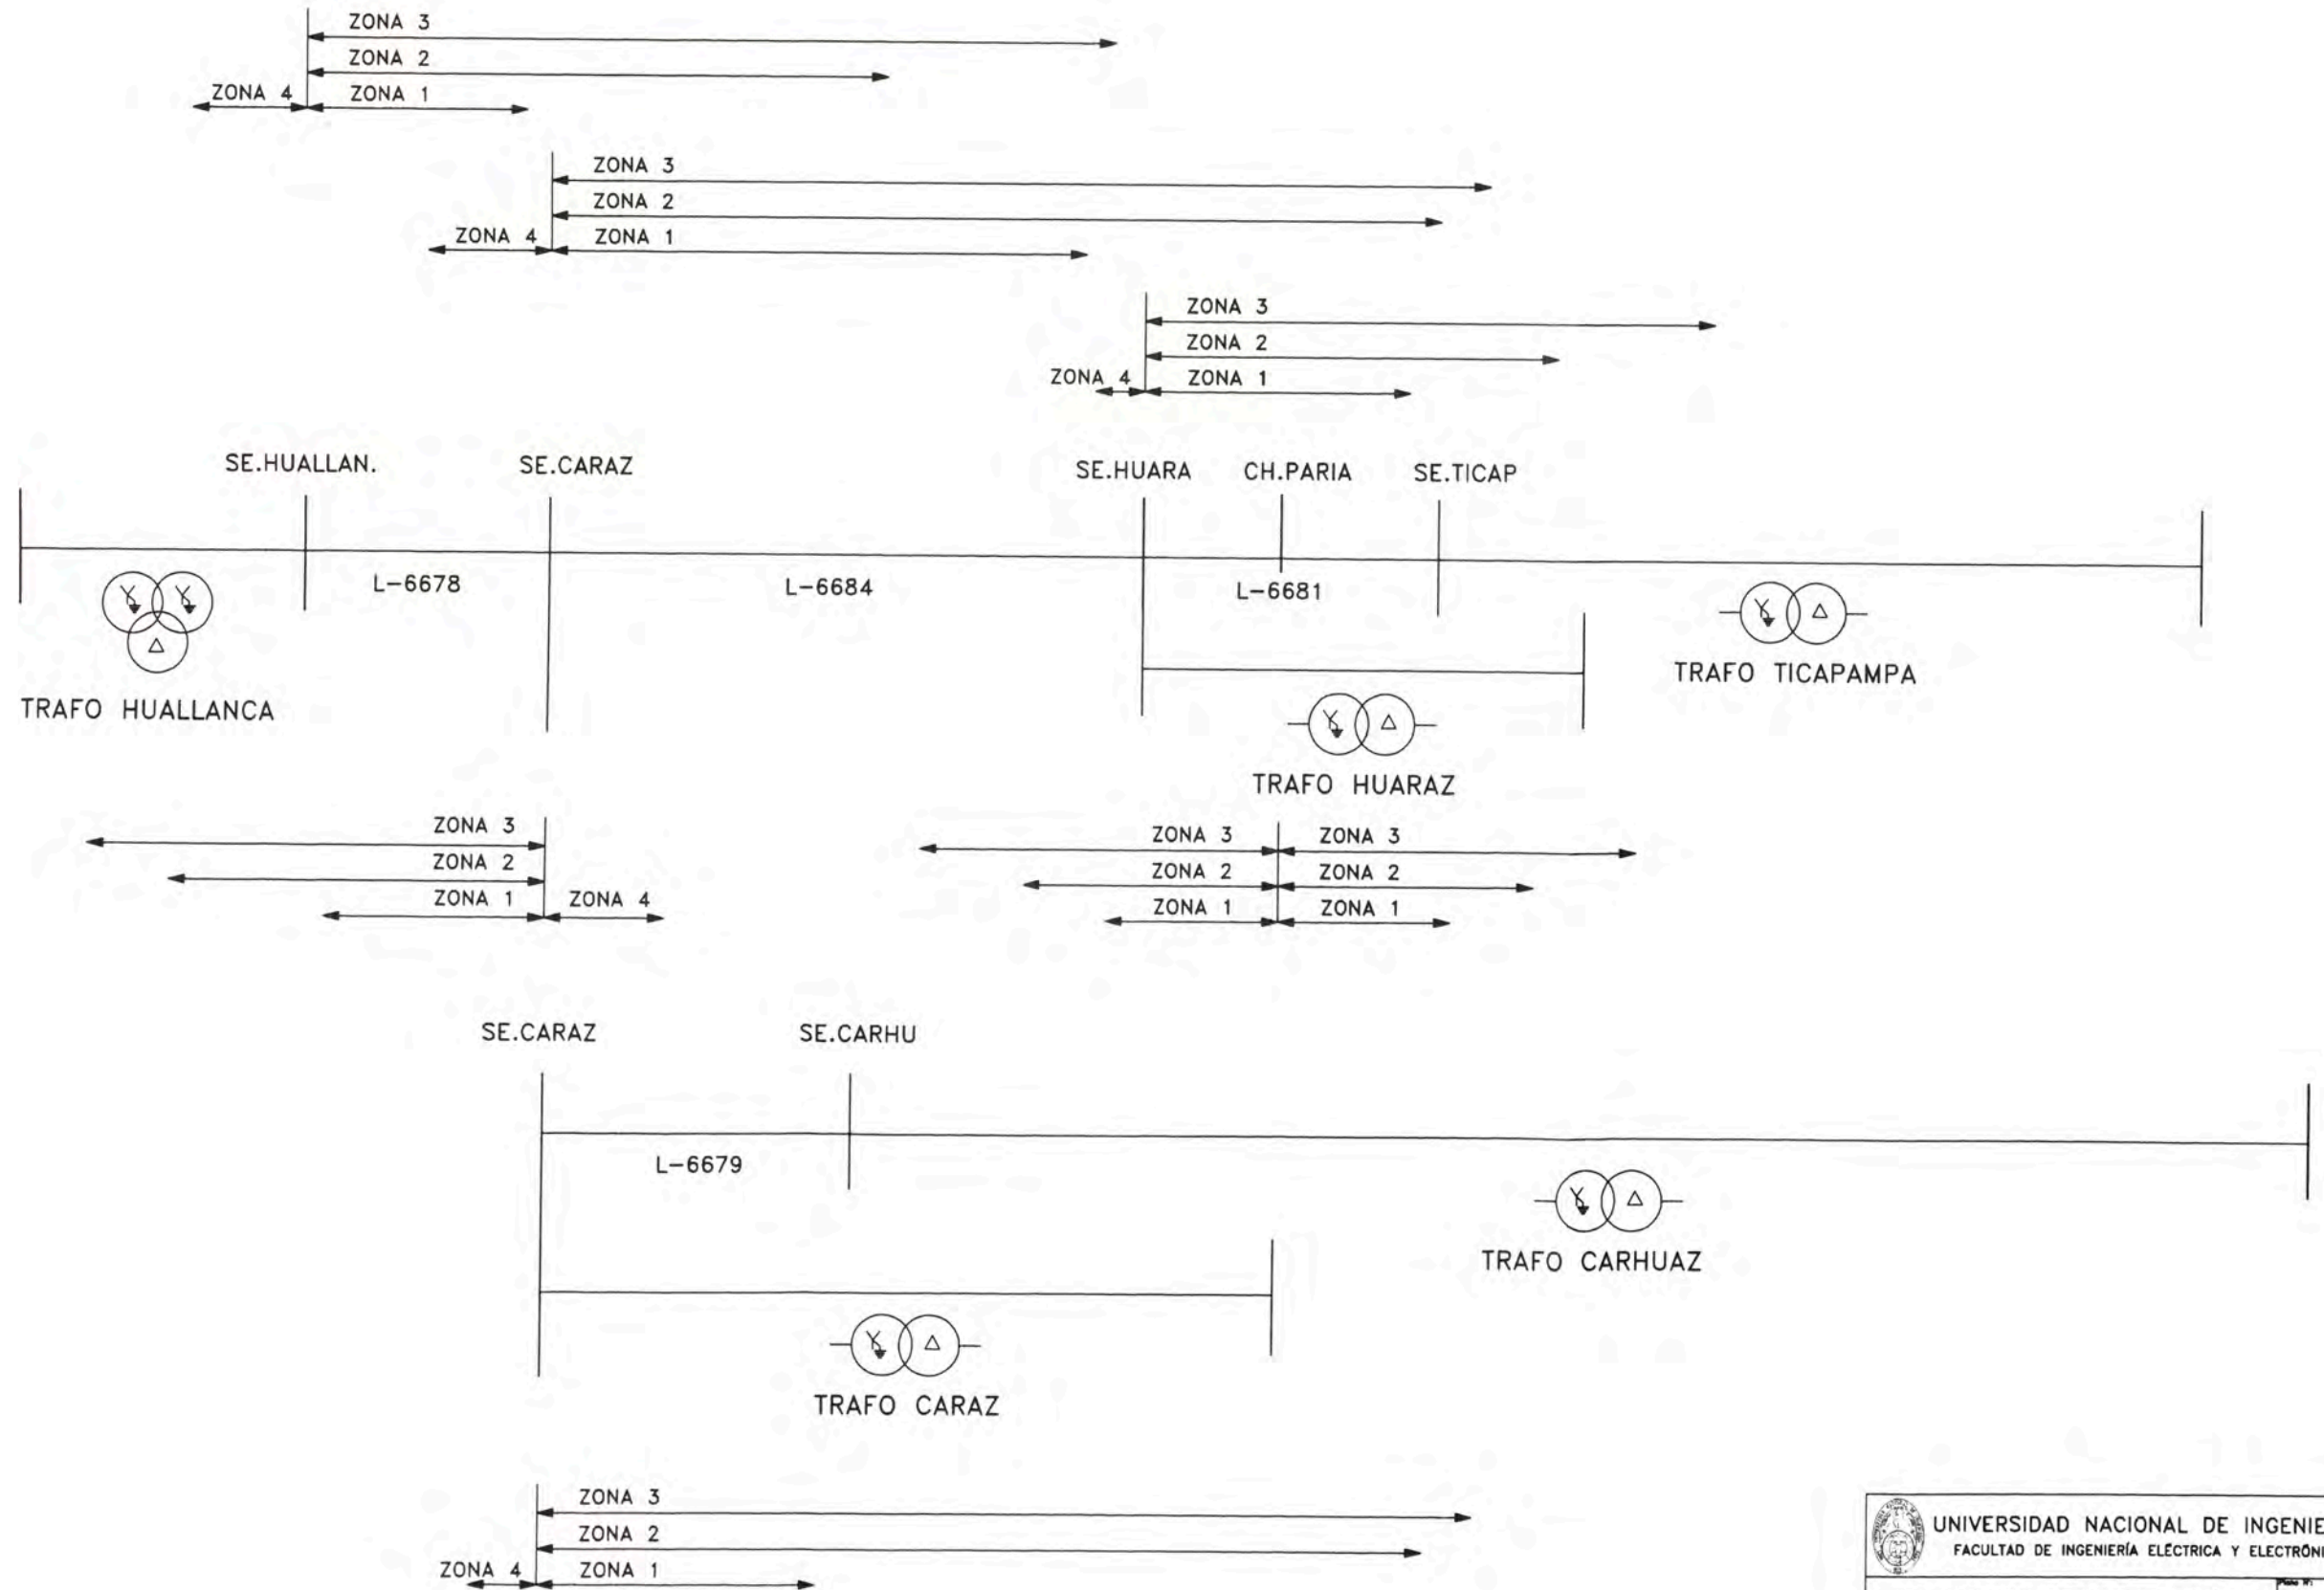 ZONA 3
ZONA 2
ZONA 4 ZONA 1
ZONA 3
ZONA 2
ZONA 4 ZONA 1
ZONA 3
ZONA 2
ZONA 4 ZONA 1
SE.HUALLAN. SE.CARAZ SE.HUARA CH.PARIA SE.TICAP
L-6678 L-6684 L-6681
TRAFO TICAPAMPA
TRAFO HUALLANCA
TRAFO HUARAZ
ZONA 3 ZONA 3 ZONA 3
ZONA 2 ZONA 2 ZONA 2
ZONA 1 ZONA 4 ZONA 1 ZONA 1
SE.CARAZ SE.CARHU
L-6679
TRAFO CARHUAZ
TRAFO CARAZ
ZONA 3
ZONA 2
ZONA 4 ZONA 1
UNIVERSIDAD NACIONAL DE INGENIE
FACULTAD DE INGENIERÍA ELÉCTRICA Y ELECTRÓNI